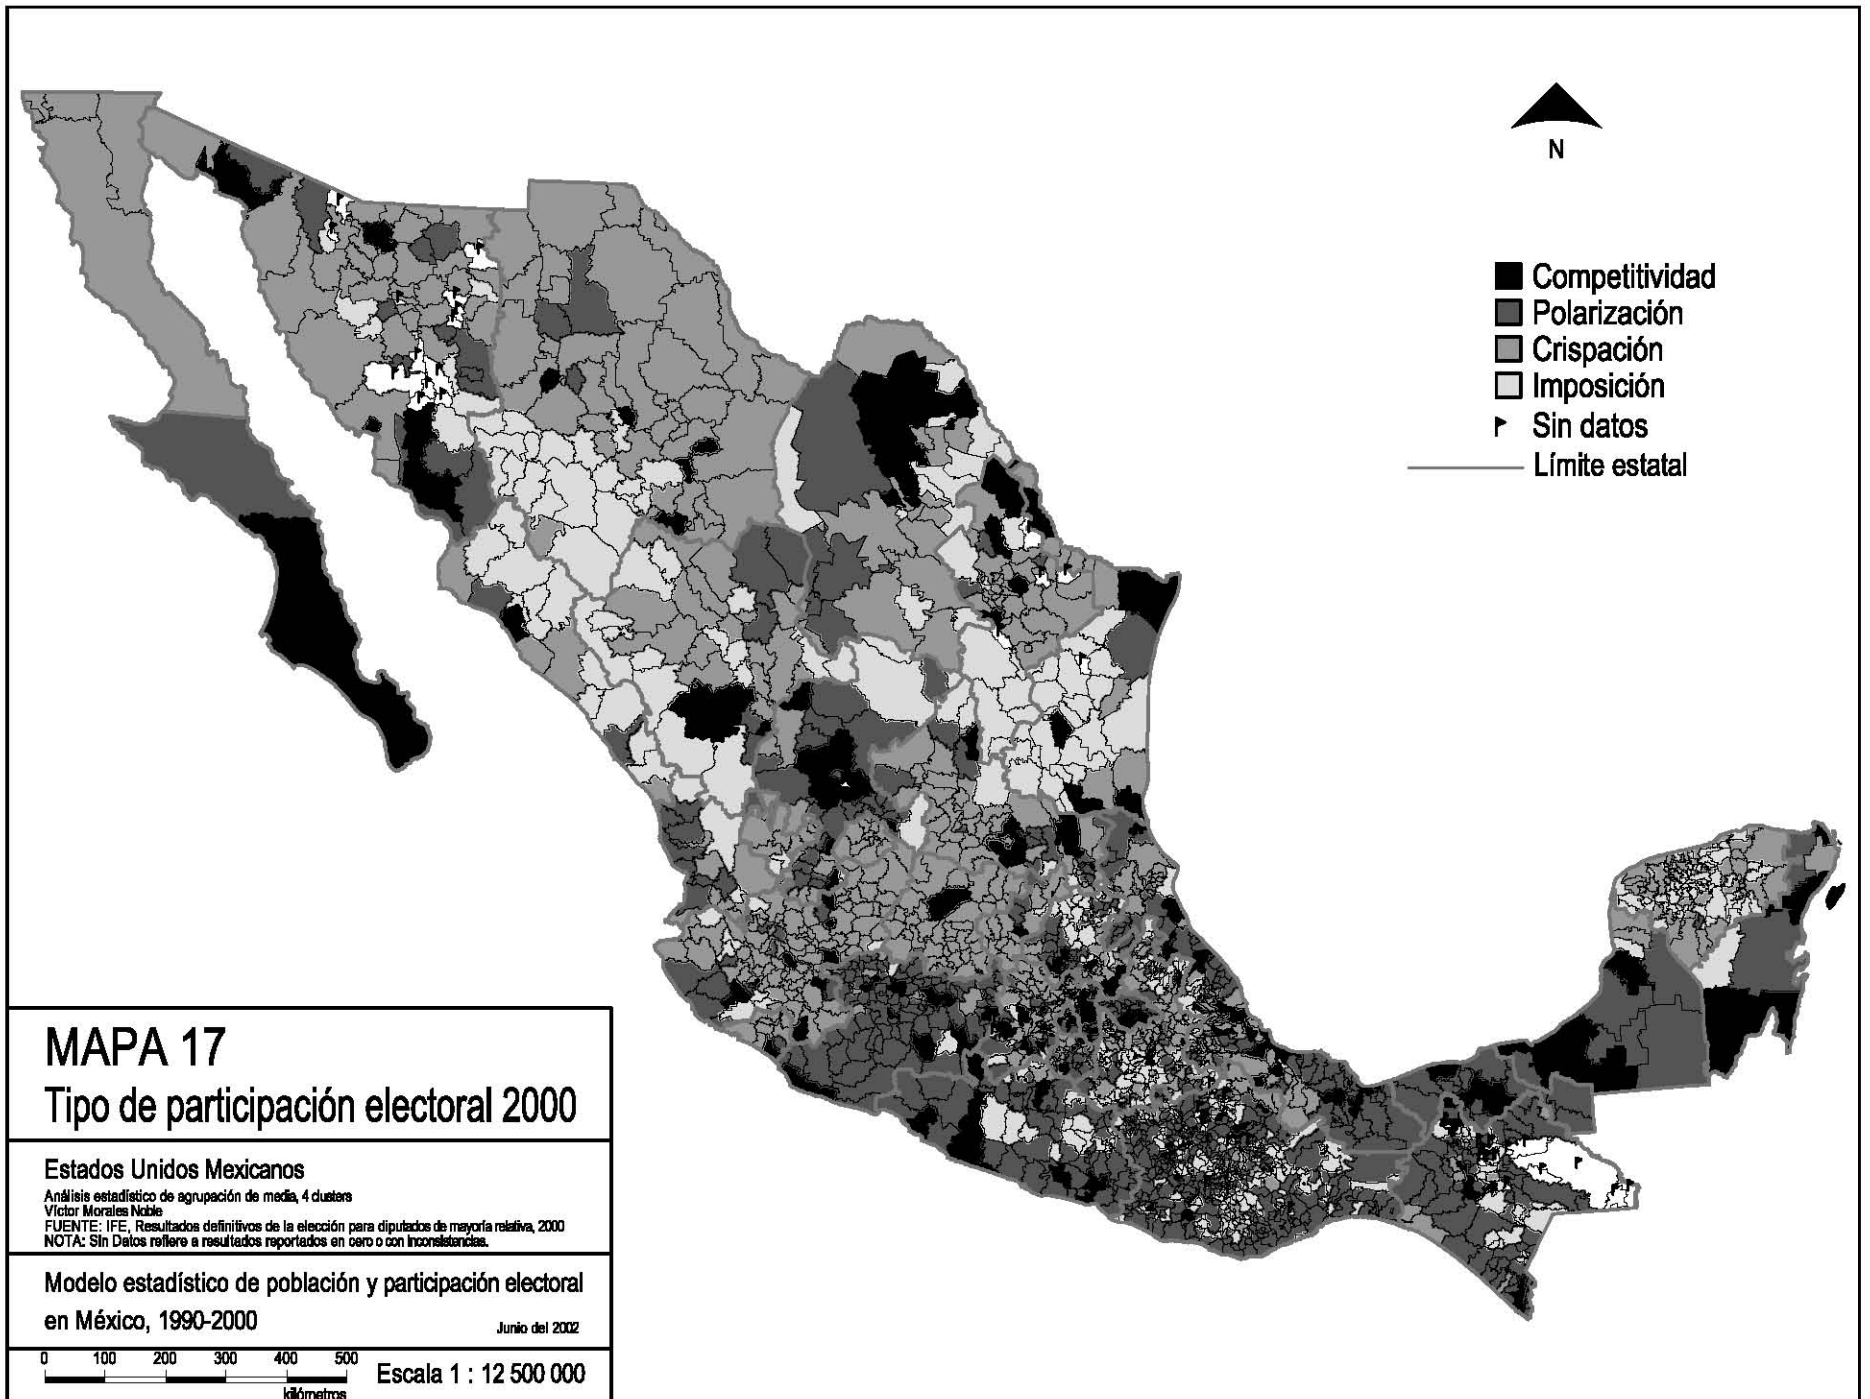 N
Competitividad
Polarización
Crispación
Imposición
Sin datos
Límite estatal
MAPA 17
Tipo de participación electoral 2000
Estados Unidos Mexicanos
Análisis estadístico de agrupación de media, 4 clusters
Víctor Morales Noble
FUENTE: IFE, Resultados definitivos de la elección para diputados de mayoría relativa, 2000
NOTA: Sin Datos refiere a resultados reportados en cero o con inconsistencias.
Modelo estadístico de población y participación electoral
en México, 1990-2000
Junio del 2002
0 100 200 300 400 500
kilómetros
Escala 1 : 12 500 000